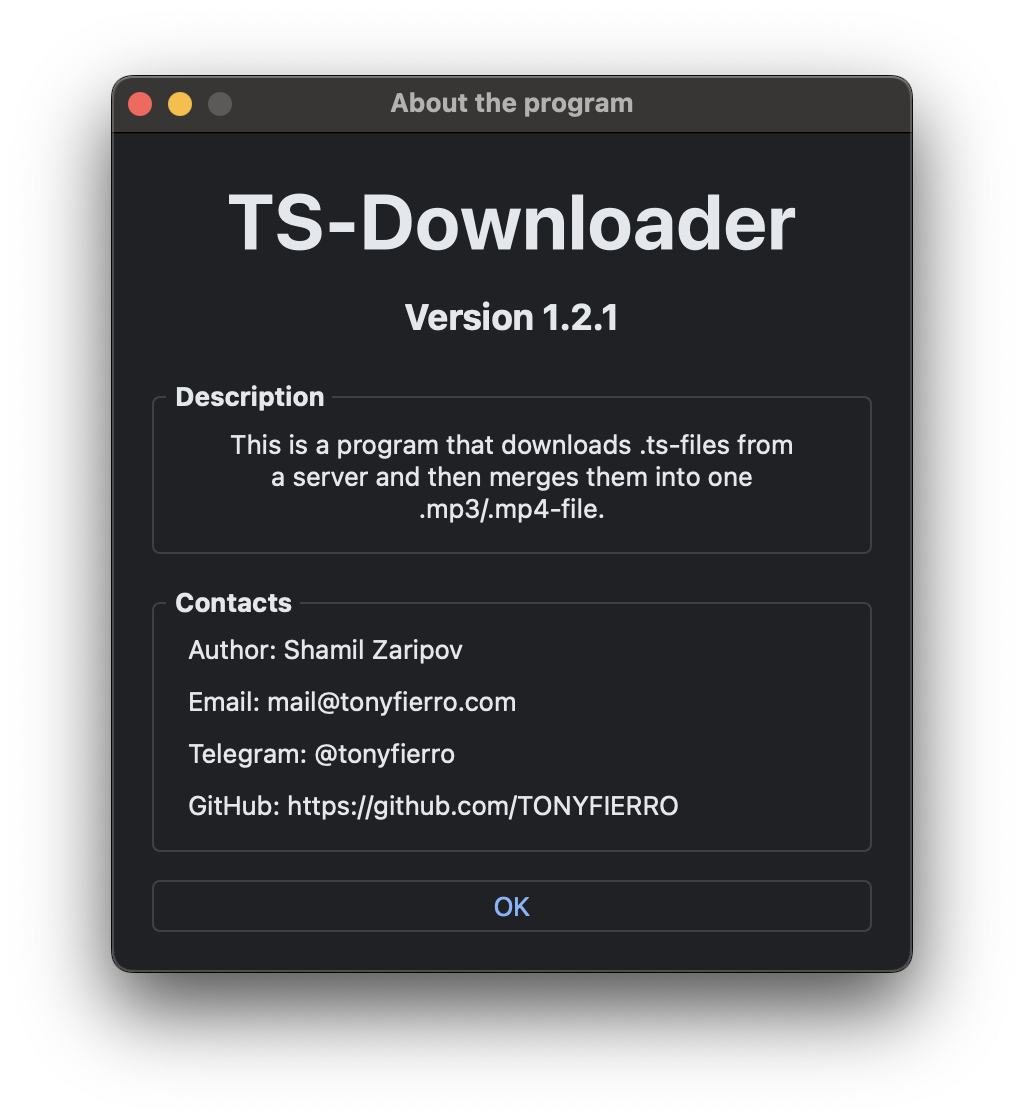 About the program
TS-Downloader
Version 1.2.1
Description
This is a program that downloads .ts-files from
a server and then merges them into one
.mp3/.mp4-file.
Contacts
Author: Shamil Zaripov
Email: mail@tonyfierro.com
Telegram: @tonyfierro
GitHub: https://github.com/TONYFIERRO
OK